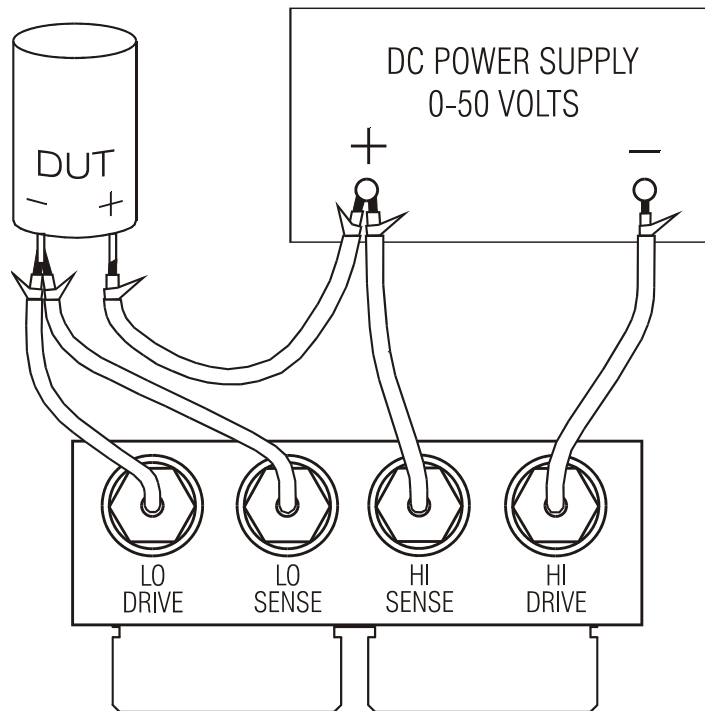 DC POWER SUPPLY
0-50 VOLTS
+
−
DUT
− +
LO
DRIVE
LO
SENSE
HI
SENSE
HI
DRIVE